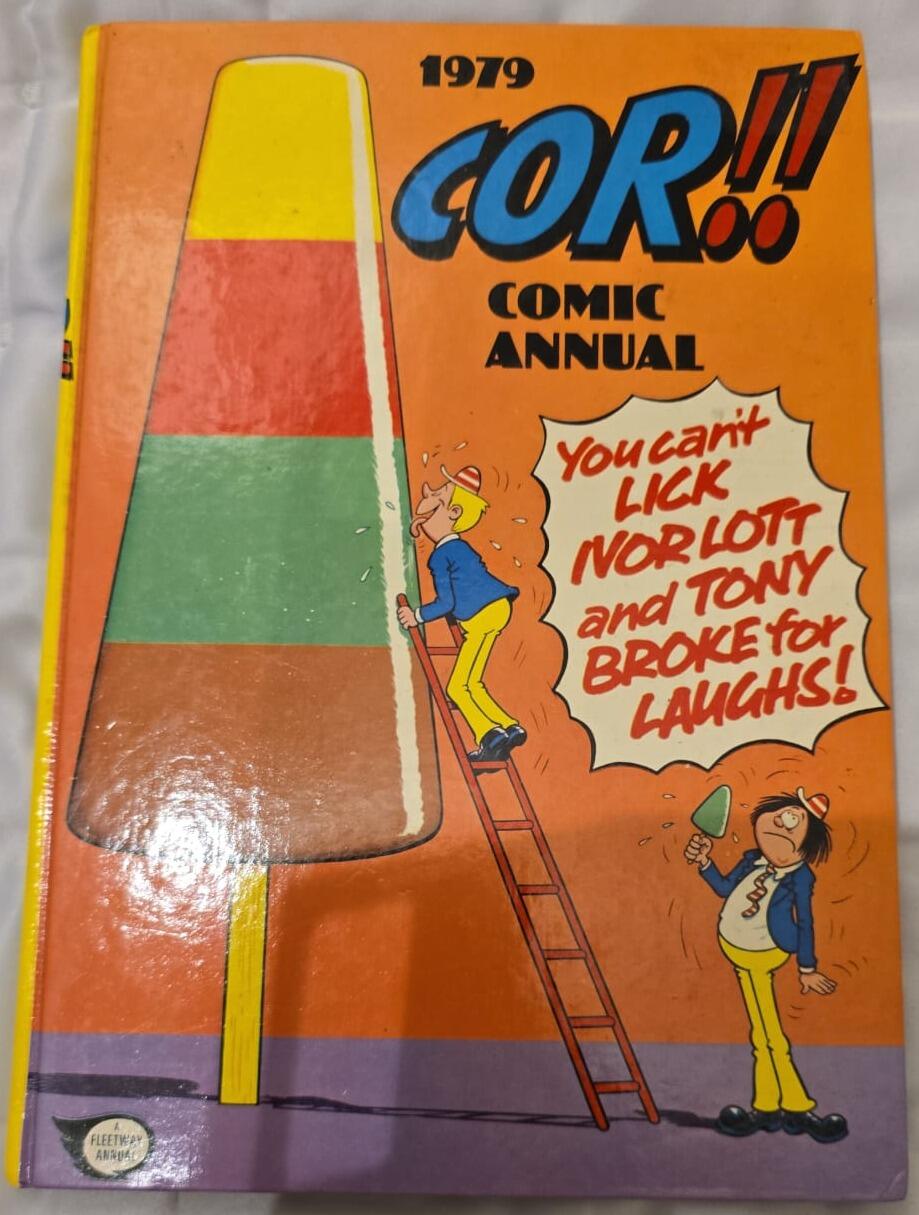 1979
COR!!
COMIC
ANNUAL
You can't
LICK
IVOR LOTT
and TONY
BROKE for
LAUGHS!
A
FLEETWAY
ANNUAL